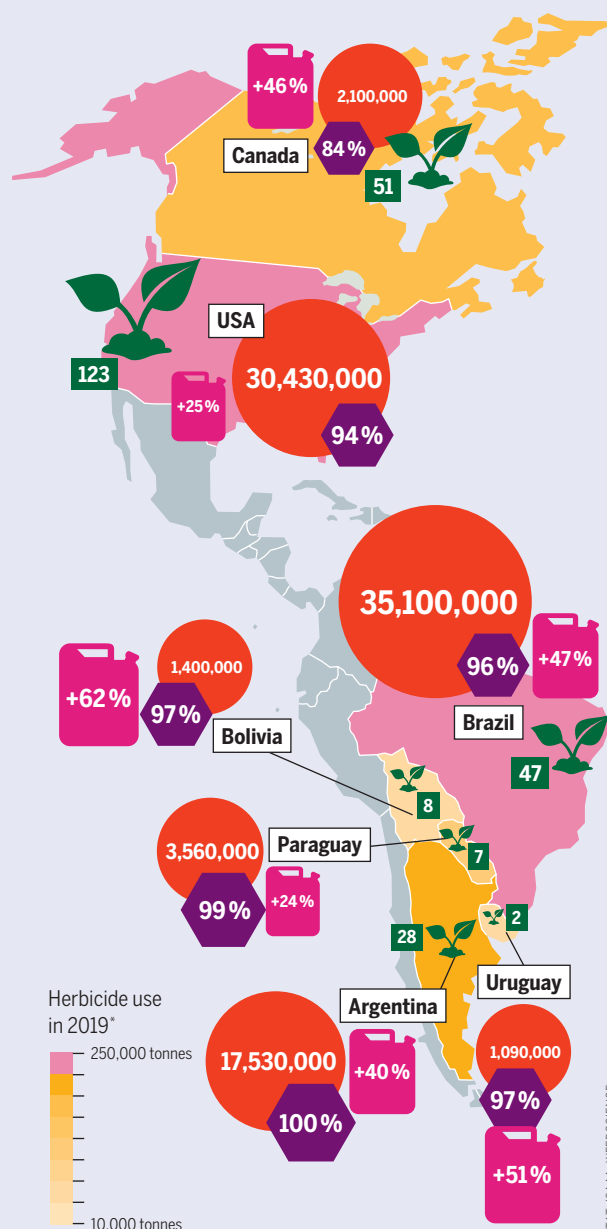 +46 %
2,100,000
Canada
84 %
51
USA
123
30,430,000
+25 %
94 %
35,100,000
1,400,000
+62 %
97 %
96 %
+47 %
Bolivia
Brazil
47
8
3,560,000
Paraguay
7
99 %
+24 %
28
2
Uruguay
Argentina
Herbicide use
in 2019*
250,000 tonnes
17,530,000
+40 %
1,090,000
100 %
97 %
+51 %
10,000 tonnes